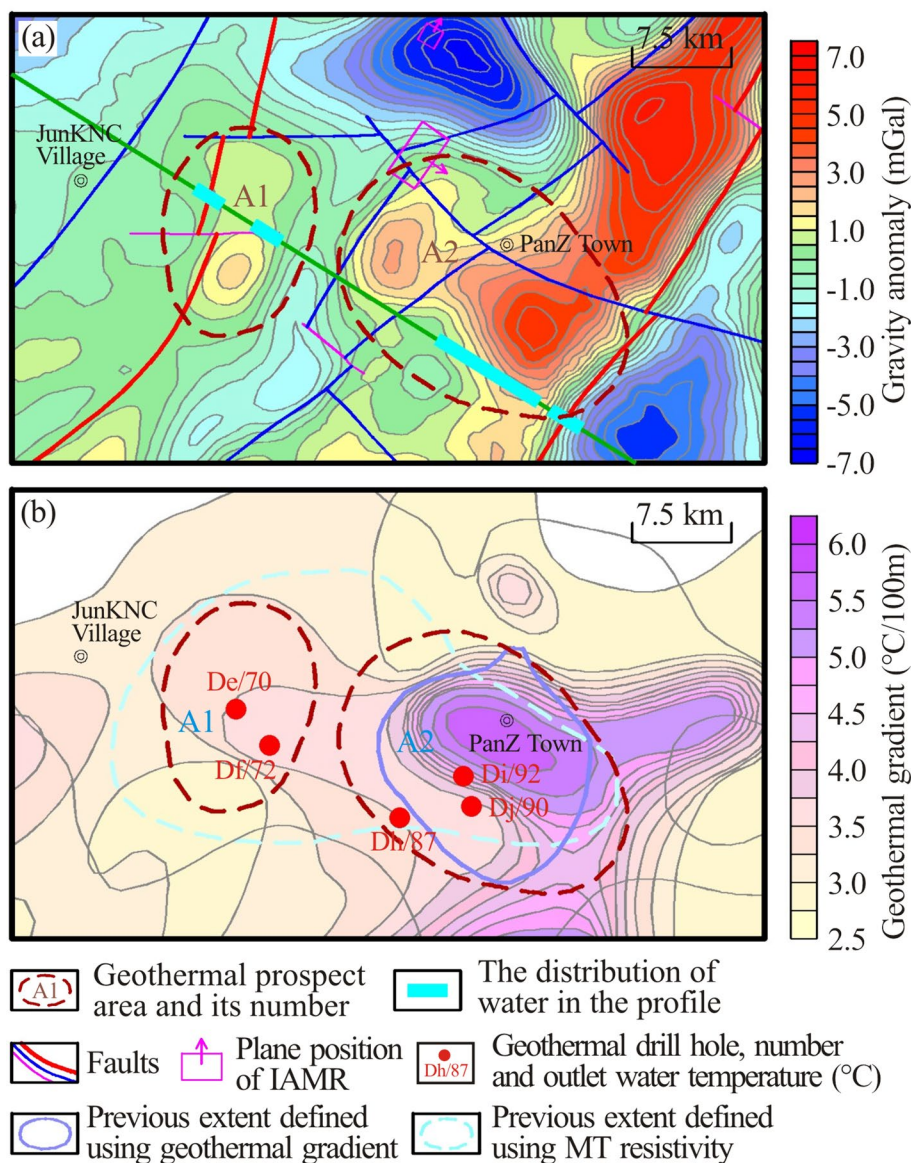 (a)
7.5 km
JunKNC
Village
A1
A2
PanZ Town
7.0
5.0
3.0
1.0
-1.0
-3.0
-5.0
-7.0
Gravity anomaly (mGal)
(b)
7.5 km
JunKNC
Village
De/70
A1
Df/72
A2
PanZ Town
Di/92
Dj/90
Dh/87
6.0
5.5
5.0
4.5
4.0
3.5
3.0
2.5
Geothermal gradient (°C/100m)
A1
Geothermal prospect
area and its number
The distribution of
water in the profile
Faults
Plane position
of IAMR
Dh/87
Geothermal drill hole, number
and outlet water temperature (°C)
Previous extent defined
using geothermal gradient
Previous extent defined
using MT resistivity